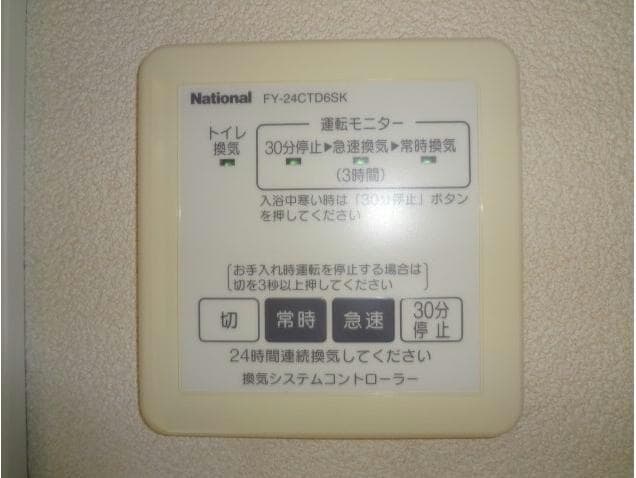 National FY-24CTD6SK
運転モニター
トイレ
換気
30分停止▶急速換気▶常時換気
(3時間)
入浴中寒い時は「30分停止」ボタン
を押してください
お手入れ時運転を停止する場合は
切を3秒以上押してください
切 常時 急速 30分
停止
24時間連続換気してください
換気システムコントローラー